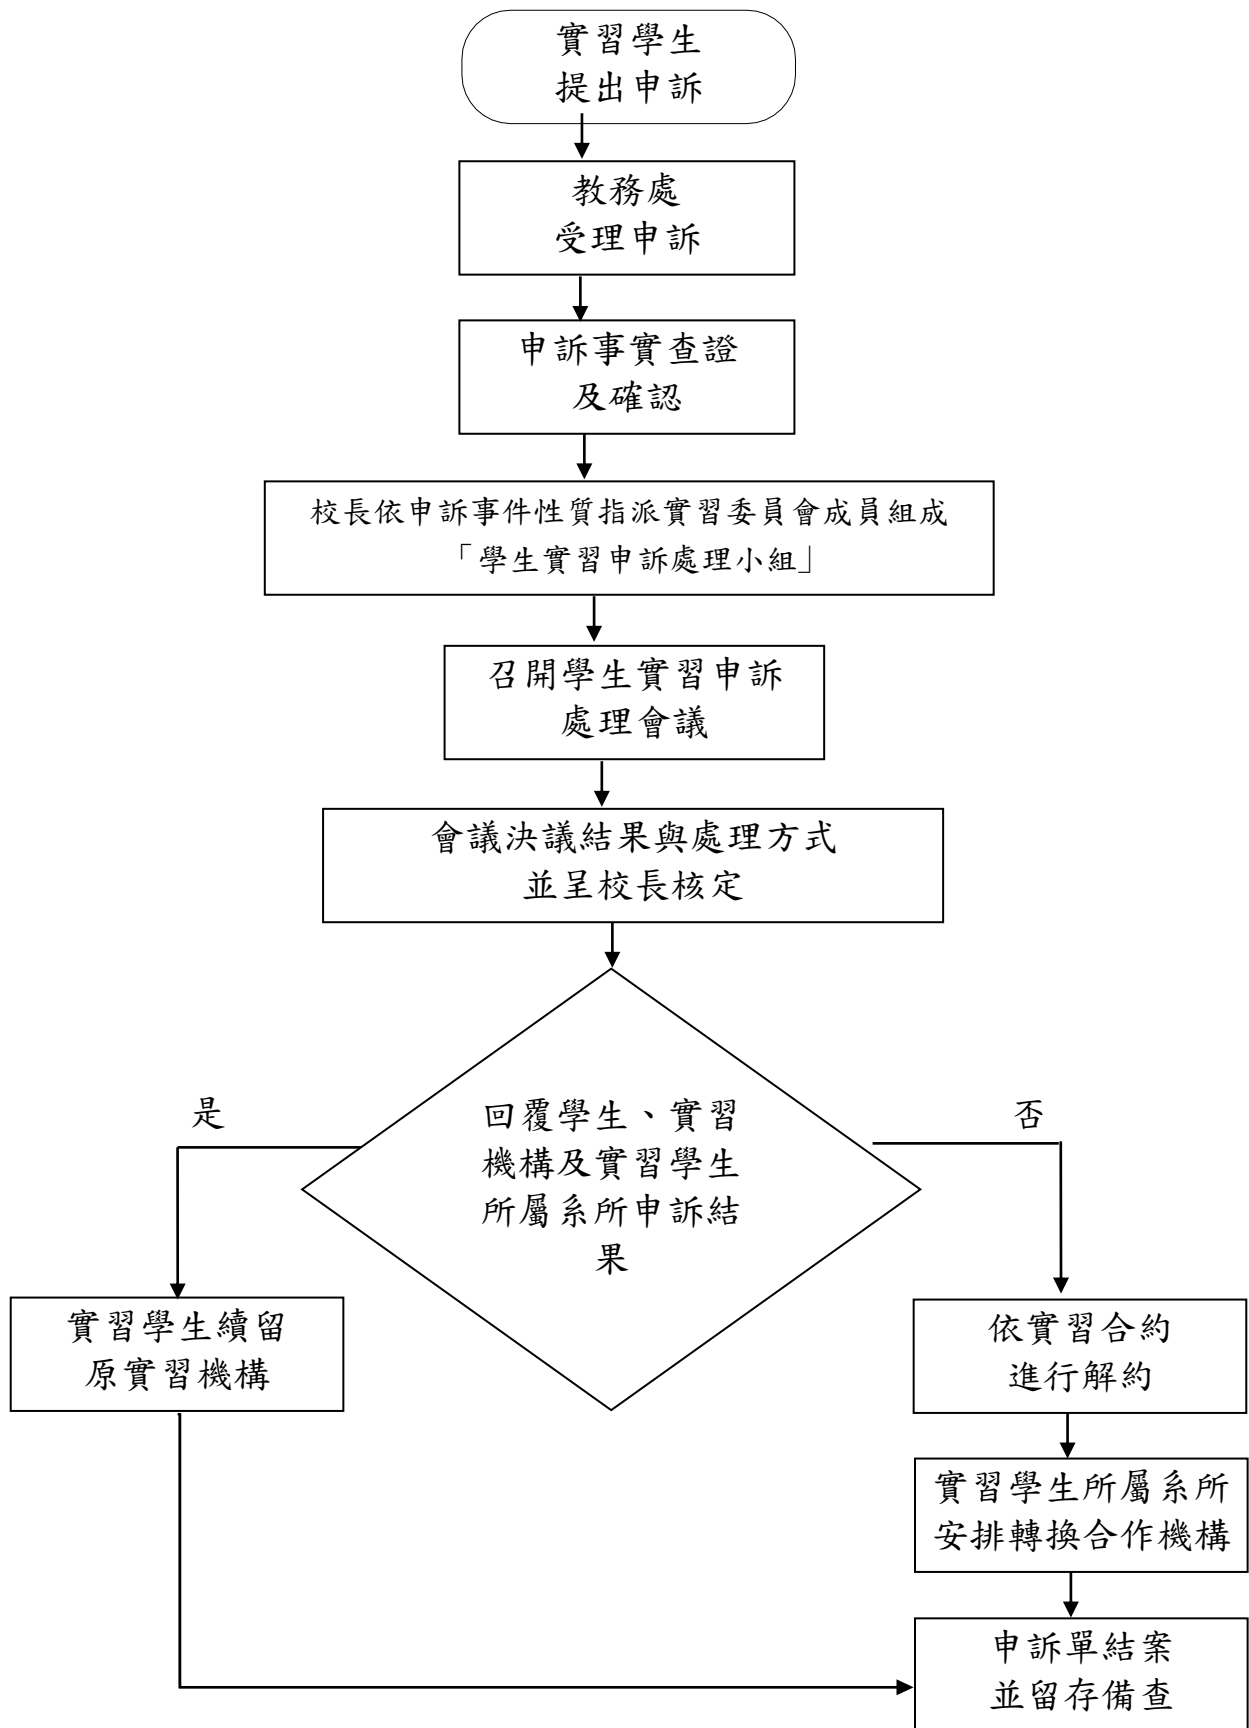 實習學生
提出申訴
教務處
受理申訴
申訴事實查證
及確認
校長依申訴事件性質指派實習委員會成員組成
「學生實習申訴處理小組」
召開學生實習申訴
處理會議
會議決議結果與處理方式
並呈校長核定
是
回覆學生、實習
機構及實習學生
所屬系所申訴結
果
否
實習學生續留
原實習機構
依實習合約
進行解約
實習學生所屬系所
安排轉換合作機構
申訴單結案
並留存備查